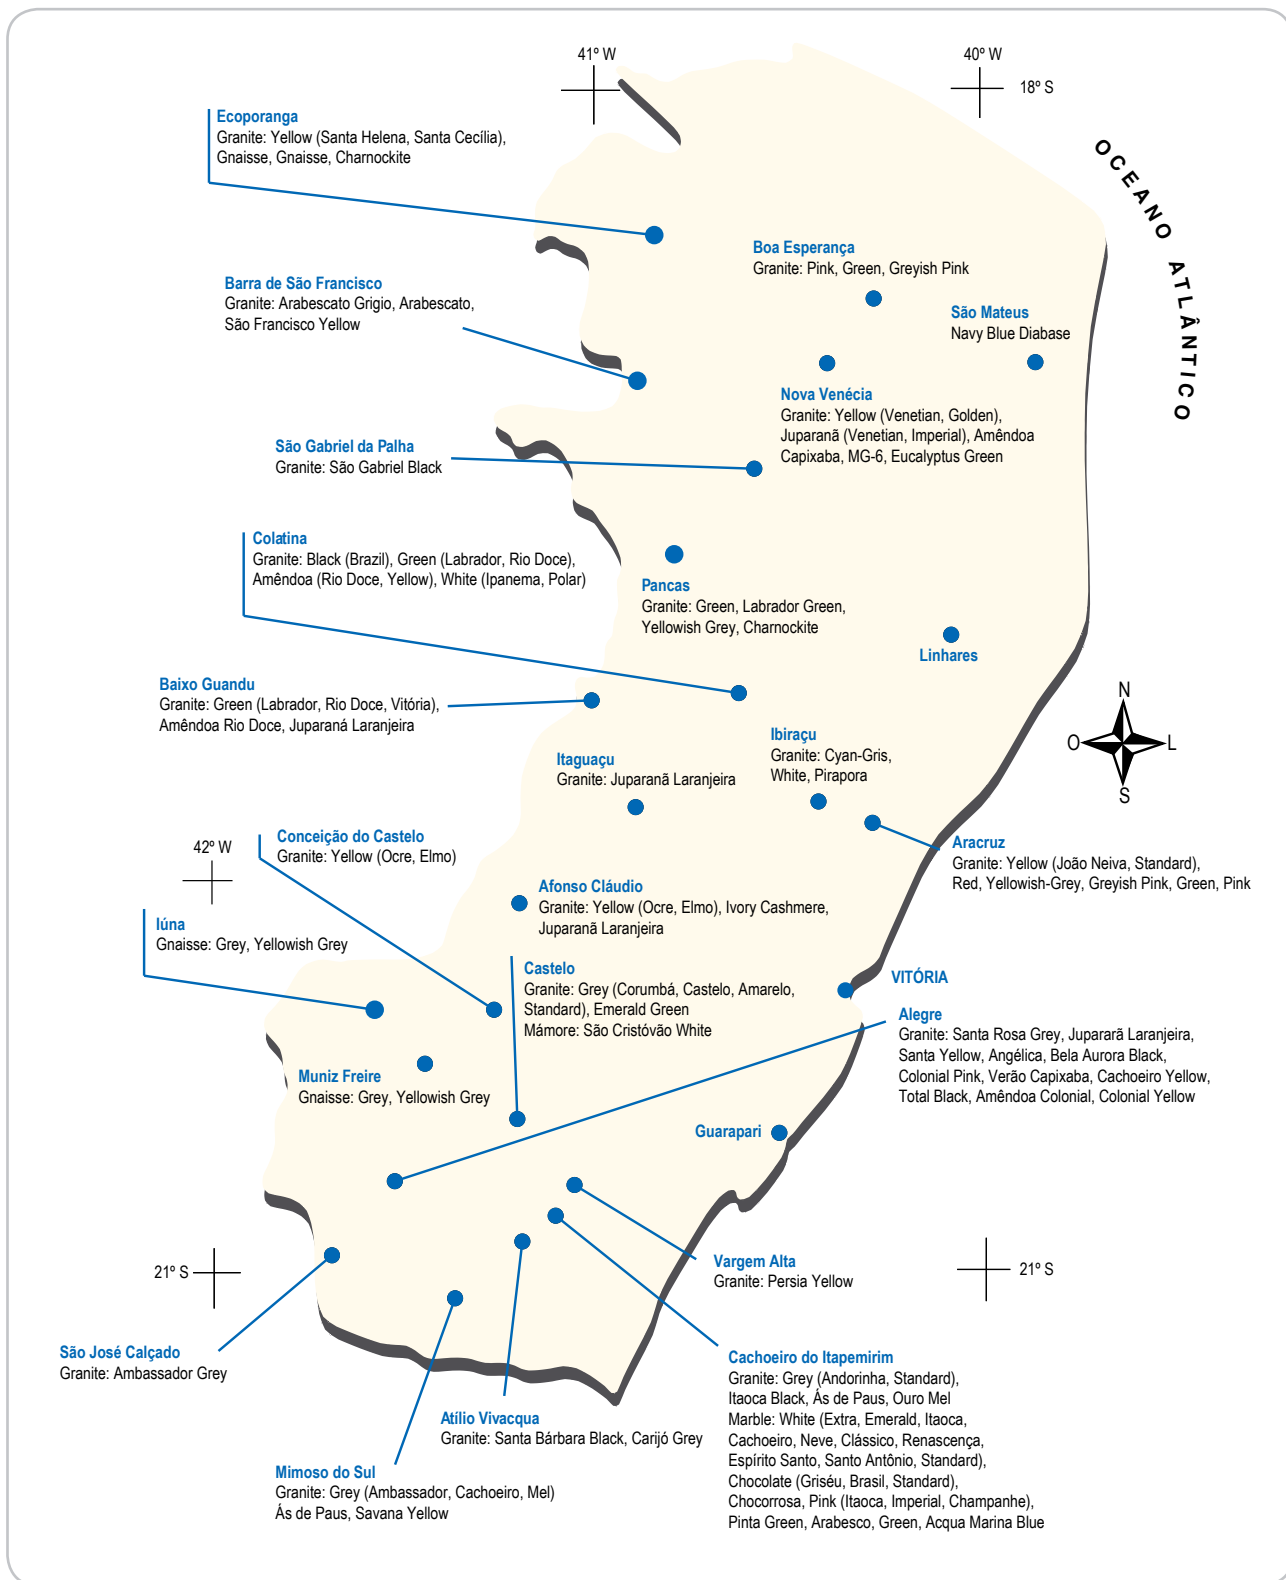 41º W
40º W
18º S
OCEANO ATLÂNTICO
Ecoporanga
Granite: Yellow (Santa Helena, Santa Cecília),
Gnaisse, Gnaisse, Charnockite
Boa Esperança
Granite: Pink, Green, Greyish Pink
Barra de São Francisco
Granite: Arabescato Grigio, Arabescato,
São Francisco Yellow
São Mateus
Navy Blue Diabase
Nova Venécia
Granite: Yellow (Venetian, Golden),
Juparanã (Venetian, Imperial), Amêndoa
Capixaba, MG-6, Eucalyptus Green
São Gabriel da Palha
Granite: São Gabriel Black
Colatina
Granite: Black (Brazil), Green (Labrador, Rio Doce),
Amêndoa (Rio Doce, Yellow), White (Ipanema, Polar)
Pancas
Granite: Green, Labrador Green,
Yellowish Grey, Charnockite
Linhares
Baixo Guandu
Granite: Green (Labrador, Rio Doce, Vitória),
Amêndoa Rio Doce, Juparaná Laranjeira
N
O
L
S
Ibiraçu
Granite: Cyan-Gris,
White, Pirapora
Itaguaçu
Granite: Juparanã Laranjeira
Conceição do Castelo
Granite: Yellow (Ocre, Elmo)
42º W
Aracruz
Granite: Yellow (João Neiva, Standard),
Red, Yellowish-Grey, Greyish Pink, Green, Pink
Afonso Cláudio
Granite: Yellow (Ocre, Elmo), Ivory Cashmere,
Juparanã Laranjeira
Iúna
Gnaisse: Grey, Yellowish Grey
Castelo
Granite: Grey (Corumbá, Castelo, Amarelo,
Standard), Emerald Green
Mámore: São Cristóvão White
VITÓRIA
Alegre
Granite: Santa Rosa Grey, Jupararã Laranjeira,
Santa Yellow, Angélica, Bela Aurora Black,
Colonial Pink, Verão Capixaba, Cachoeiro Yellow,
Total Black, Amêndoa Colonial, Colonial Yellow
Muniz Freire
Gnaisse: Grey, Yellowish Grey
Guarapari
Vargem Alta
Granite: Persia Yellow
21º S
21º S
São José Calçado
Granite: Ambassador Grey
Cachoeiro do Itapemirim
Granite: Grey (Andorinha, Standard),
Itaoca Black, Ás de Paus, Ouro Mel
Marble: White (Extra, Emerald, Itaoca,
Cachoeiro, Neve, Clássico, Renascença,
Espírito Santo, Santo Antônio, Standard),
Chocolate (Griséu, Brasil, Standard),
Chocorrosa, Pink (Itaoca, Imperial, Champanhe),
Pinta Green, Arabesco, Green, Acqua Marina Blue
Atílio Vivacqua
Granite: Santa Bárbara Black, Carijó Grey
Mimoso do Sul
Granite: Grey (Ambassador, Cachoeiro, Mel)
Ás de Paus, Savana Yellow